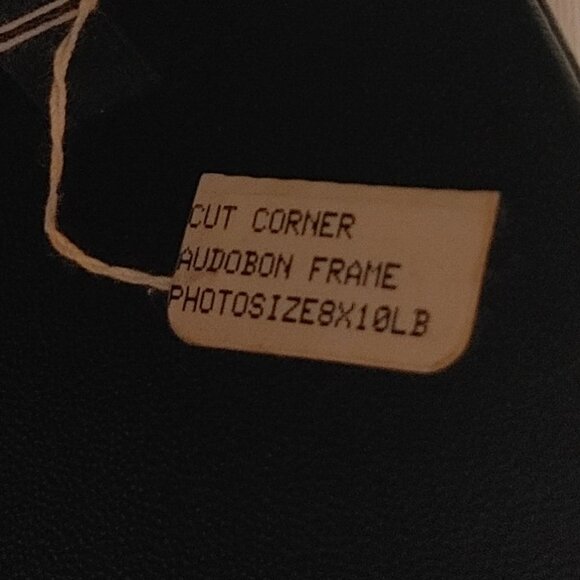 CUT CORNER
AUDOBON FRAME
PHOTOSIZE8X10LB